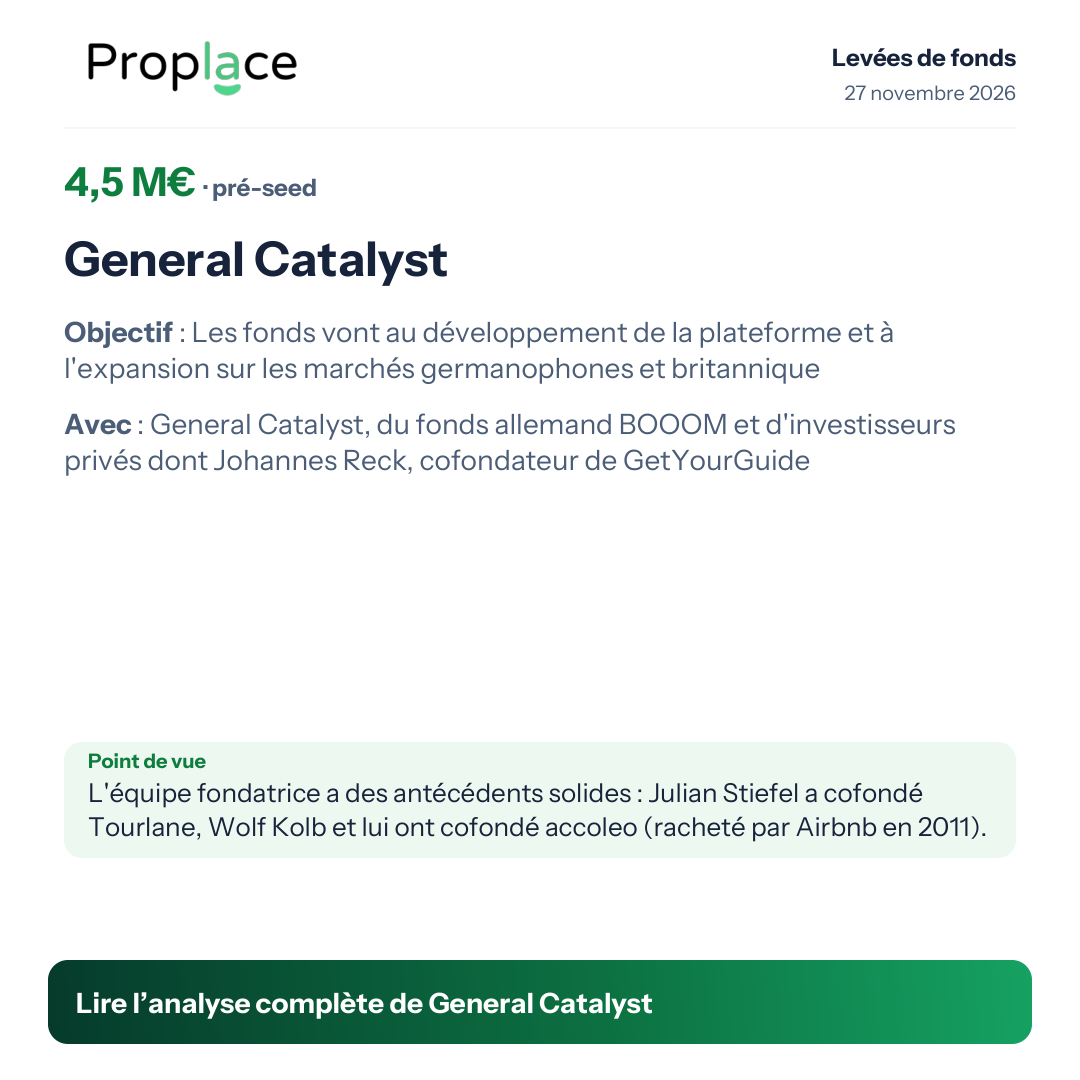 Proplace
Levées de fonds
27 novembre 2026
4,5 M€ · pré-seed
General Catalyst
Objectif : Les fonds vont au développement de la plateforme et à
l'expansion sur les marchés germanophones et britannique
Avec : General Catalyst, du fonds allemand BOOOM et d'investisseurs
privés dont Johannes Reck, cofondateur de GetYourGuide
Point de vue
L'équipe fondatrice a des antécédents solides : Julian Stiefel a cofondé
Tourlane, Wolf Kolb et lui ont cofondé accoleo (racheté par Airbnb en 2011).
Lire l’analyse complète de General Catalyst